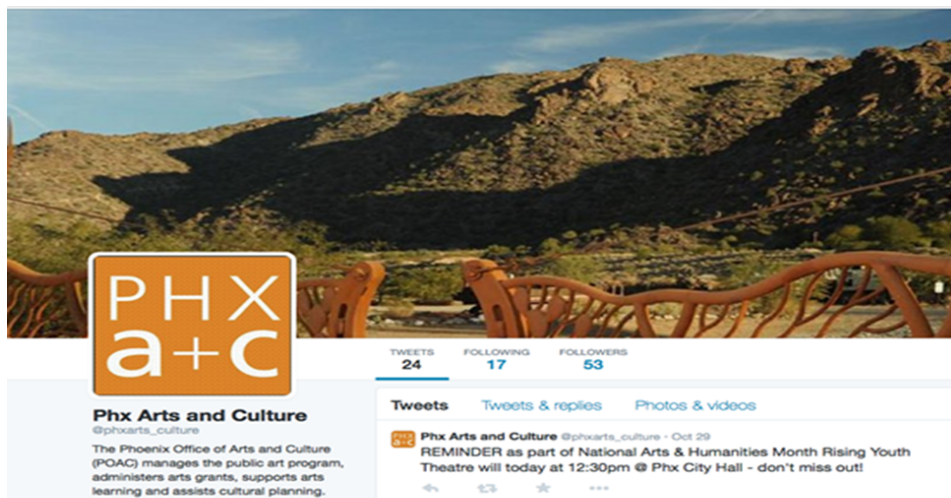 PHX
a+c
TWEETS FOLLOWING FOLLOWERS
24 17 53
Phx Arts and Culture
@phxarts_culture
The Phoenix Office of Arts and Culture
(POAC) manages the public art program,
administers arts grants, supports arts
learning and assists cultural planning.
Tweets Tweets & replies Photos & videos
PHX
a+c
Phx Arts and Culture @phxarts_culture · Oct 29
REMINDER as part of National Arts & Humanities Month Rising Youth
Theatre will today at 12:30pm @ Phx City Hall - don't miss out!